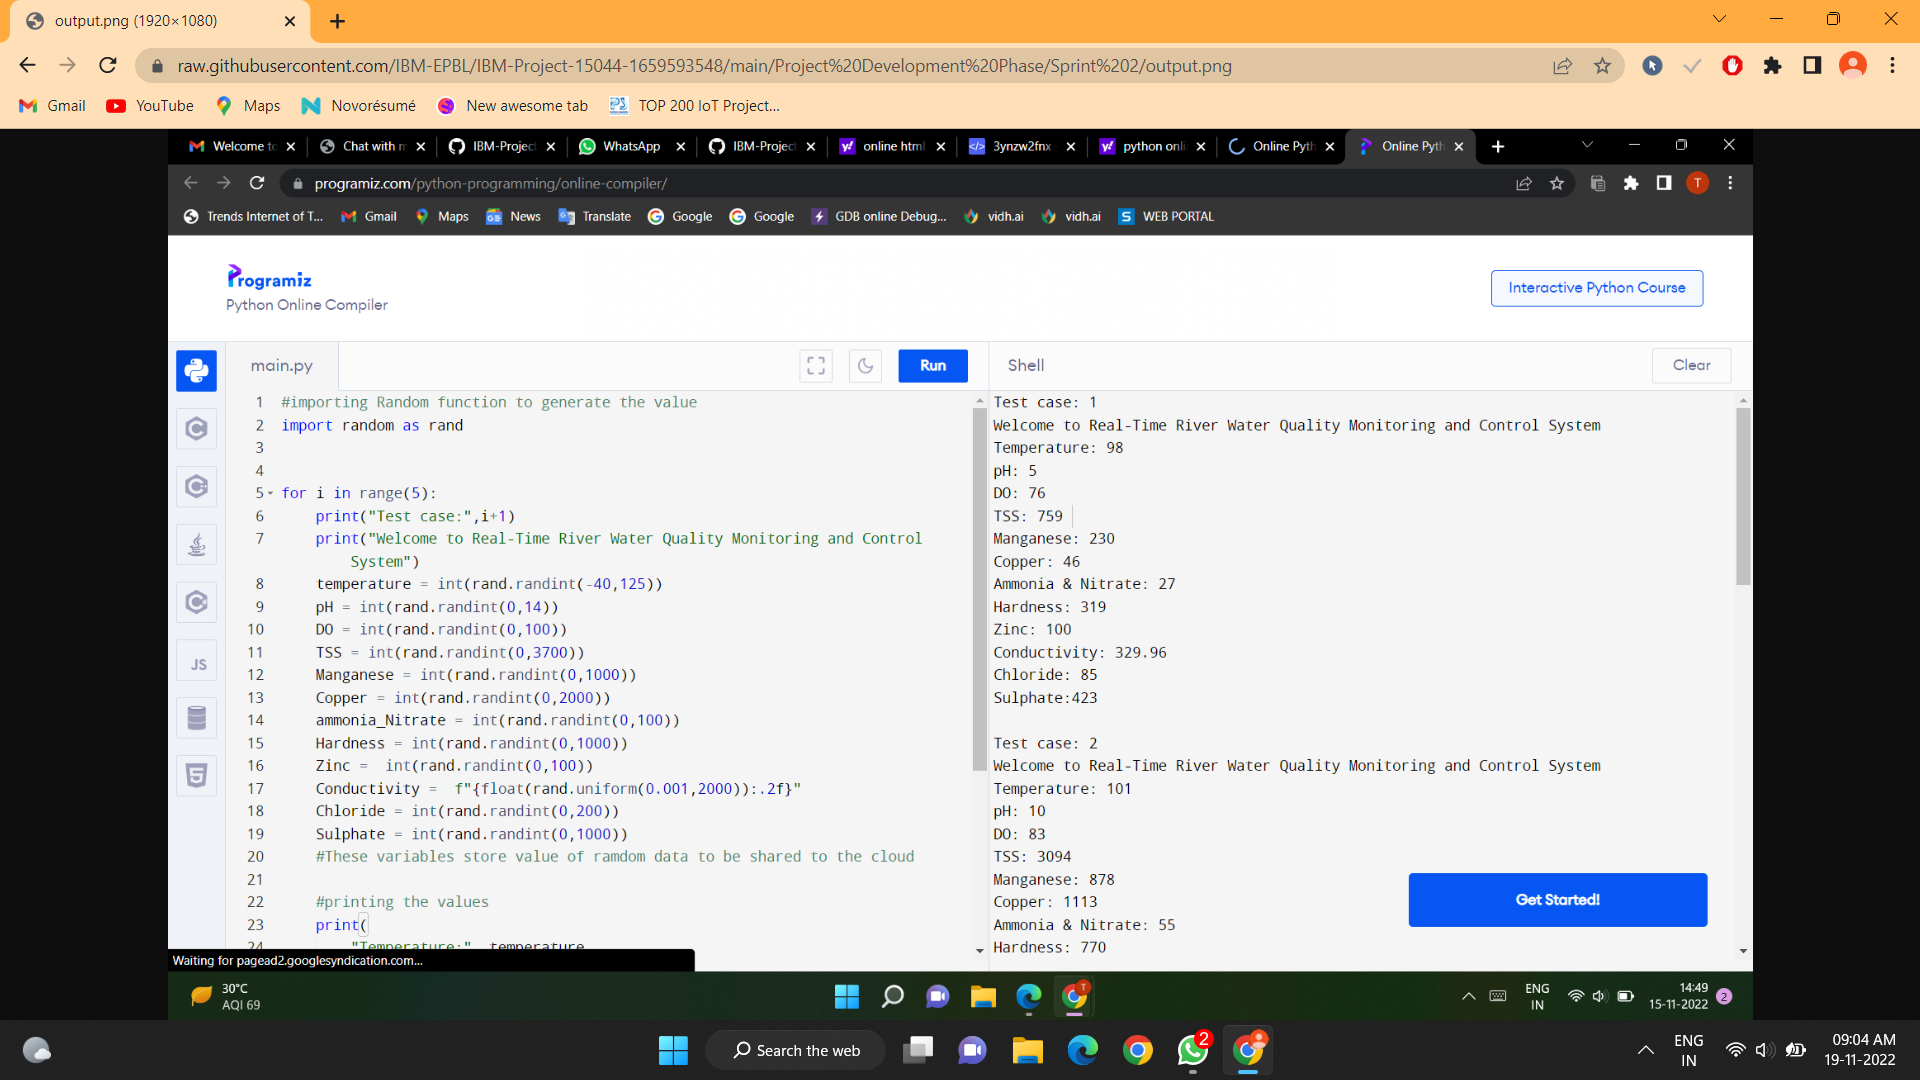 output.png (1920×1080)
raw.githubusercontent.com/IBM-EPBL/IBM-Project-15044-1659593548/main/Project%20Development%20Phase/Sprint%202/output.png
Gmail YouTube Maps Novorésumé New awesome tab TOP 200 IoT Project...
Welcome to Chat with m IBM-Project WhatsApp IBM-Project online html 3ynzw2fnx python onli Online Pyth Online Pyth
programiz.com/python-programming/online-compiler/ T
Trends Internet of T... Gmail Maps News Translate Google Google GDB online Debug... vidh.ai vidh.ai WEB PORTAL
Programiz
Python Online Compiler
Interactive Python Course
main.py
Run
Shell
Clear
1 #importing Random function to generate the value
2 import random as rand
3
4
5 for i in range(5):
6 print("Test case:",i+1)
7 print("Welcome to Real-Time River Water Quality Monitoring and Control
System")
8 temperature = int(rand.randint(-40,125))
9 pH = int(rand.randint(0,14))
10 DO = int(rand.randint(0,100))
11 TSS = int(rand.randint(0,3700))
12 Manganese = int(rand.randint(0,1000))
13 Copper = int(rand.randint(0,2000))
14 ammonia_Nitrate = int(rand.randint(0,100))
15 Hardness = int(rand.randint(0,1000))
16 Zinc =  int(rand.randint(0,100))
17 Conductivity =  f"{float(rand.uniform(0.001,2000)):.2f}"
18 Chloride = int(rand.randint(0,200))
19 Sulphate = int(rand.randint(0,1000))
20 #These variables store value of ramdom data to be shared to the cloud
21
22 #printing the values
23 print(
24 "Temperature:", temperature
JS
Test case: 1
Welcome to Real-Time River Water Quality Monitoring and Control System
Temperature: 98
pH: 5
DO: 76
TSS: 759
Manganese: 230
Copper: 46
Ammonia & Nitrate: 27
Hardness: 319
Zinc: 100
Conductivity: 329.96
Chloride: 85
Sulphate:423
Test case: 2
Welcome to Real-Time River Water Quality Monitoring and Control System
Temperature: 101
pH: 10
DO: 83
TSS: 3094
Manganese: 878
Copper: 1113
Ammonia & Nitrate: 55
Hardness: 770
Get Started!
Waiting for pagead2.googlesyndication.com...
30°C
AQI 69
ENG
IN
14:49
15-11-2022
2
Search the web
2
ENG
IN
09:04 AM
19-11-2022